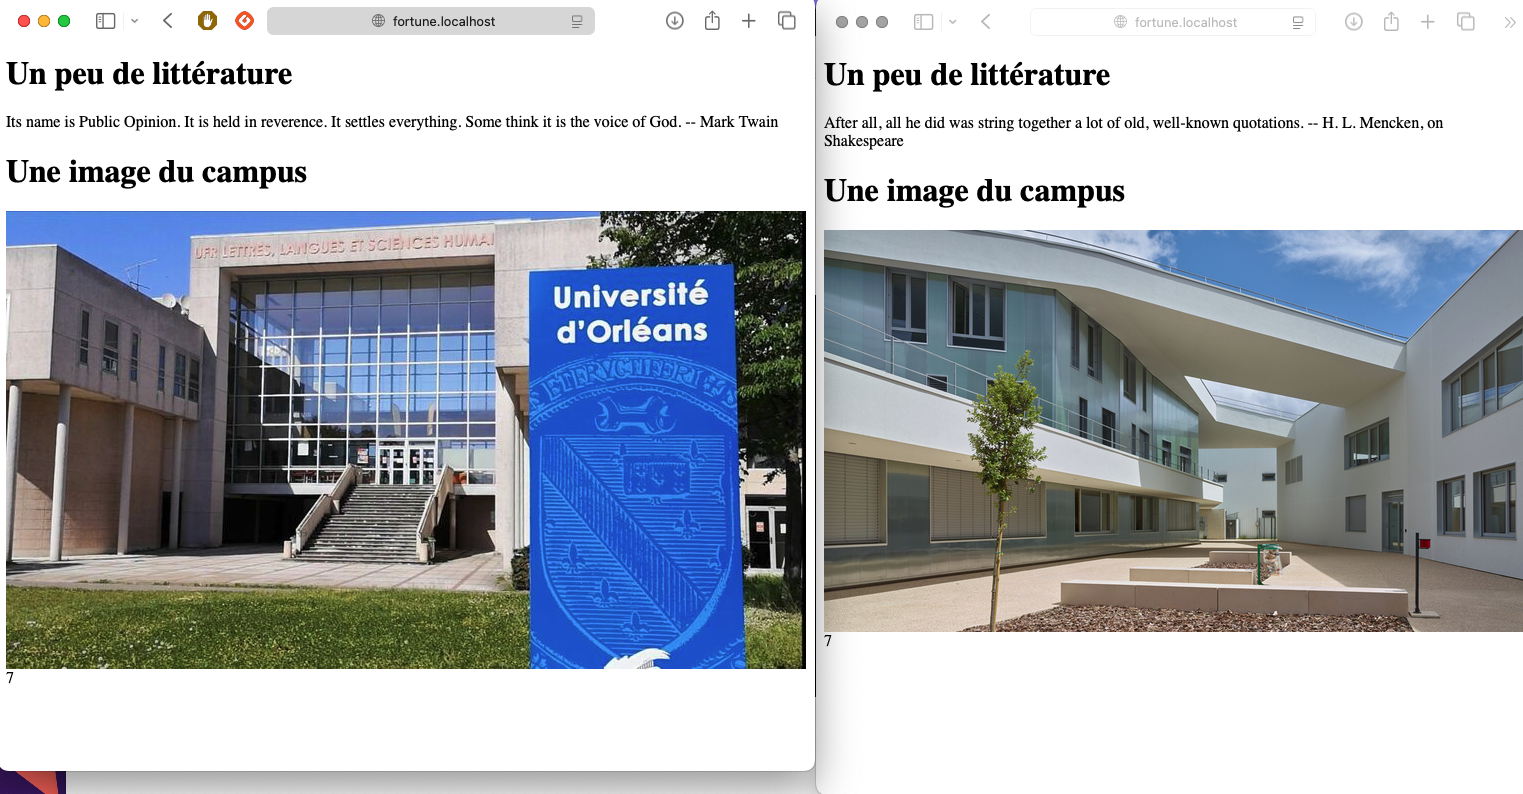 fortune.localhost
Un peu de littérature
Its name is Public Opinion. It is held in reverence. It settles everything. Some think it is the voice of God. -- Mark Twain
Une image du campus
UFR LETTRES, LANGUES ET SCIENCES HUMAI
Université
d'Orléans
7
fortune.localhost
Un peu de littérature
After all, all he did was string together a lot of old, well-known quotations. -- H. L. Mencken, on
Shakespeare
Une image du campus
7